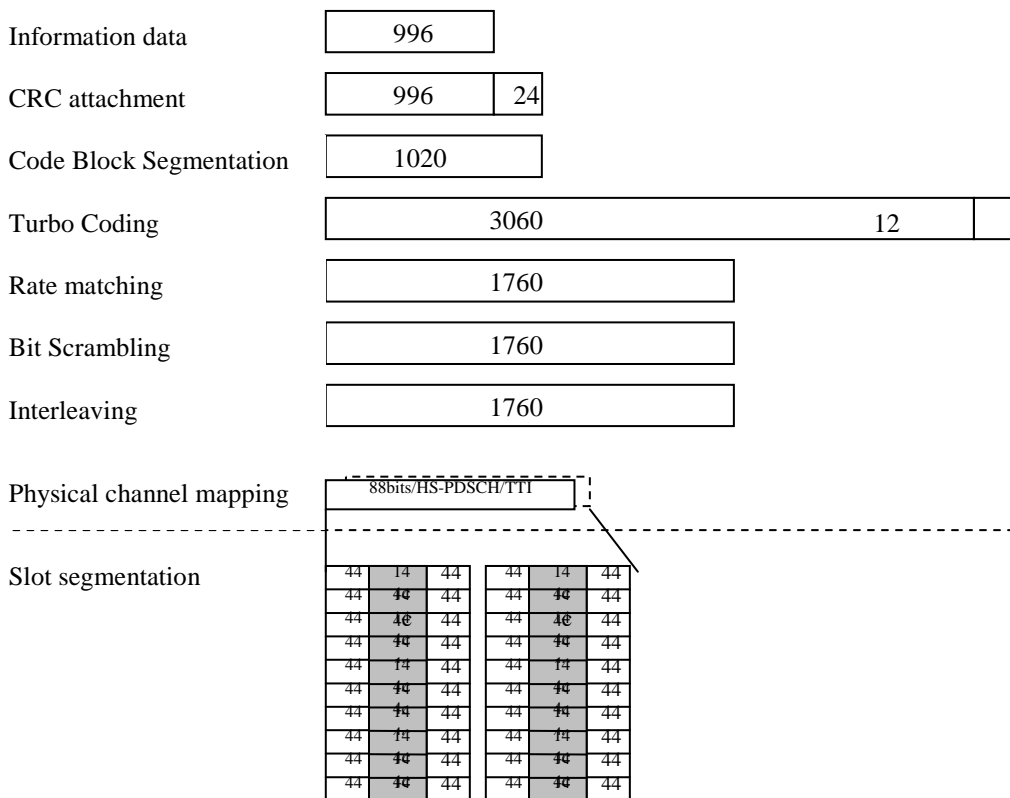 Information data 996
CRC attachment 996 24
Code Block Segmentation 1020
Turbo Coding 3060 12
Rate matching 1760
Bit Scrambling 1760
Interleaving 1760
Physical channel mapping 88bits/HS-PDSCH/TTI
Slot segmentation
44 14 44 44 14 44
44 44 44 44
44 44 44 44
44 44 44 44
44 14 44 44 14 44
44 44 44 44
44 14 44 44 14 44
44 14 44 44 14 44
44 44 44 44
44 44 44 44